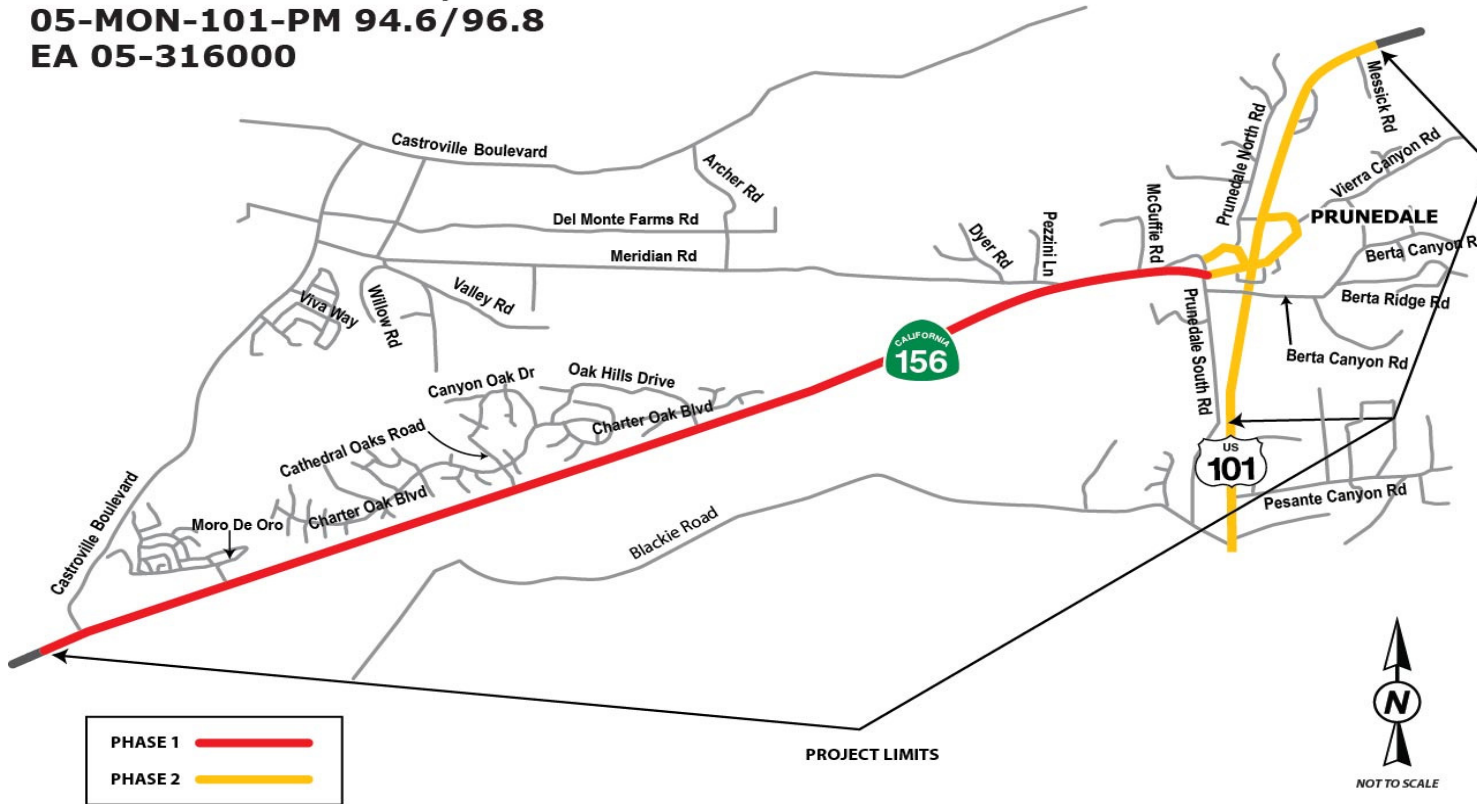 05-MON-101-PM 94.6/96.8
EA 05-316000
Castroville Boulevard
Archer Rd
Del Monte Farms Rd
Meridian Rd
Viva Way
Willow Rd
Valley Rd
Dyer Rd
Pezzini Ln
McGuffie Rd
Prunedale North Rd
Messick Rd
Vierra Canyon Rd
PRUNEDALE
Berta Canyon R
Berta Ridge Rd
Berta Canyon Rd
Prunedale South Rd
CALIFORNIA
156
Canyon Oak Dr
Oak Hills Drive
Charter Oak Blvd
Cathedral Oaks Road
Charter Oak Blvd
Moro De Oro
Castroville Boulevard
Blackie Road
US
101
Pesante Canyon Rd
PHASE 1
PHASE 2
PROJECT LIMITS
N
NOT TO SCALE